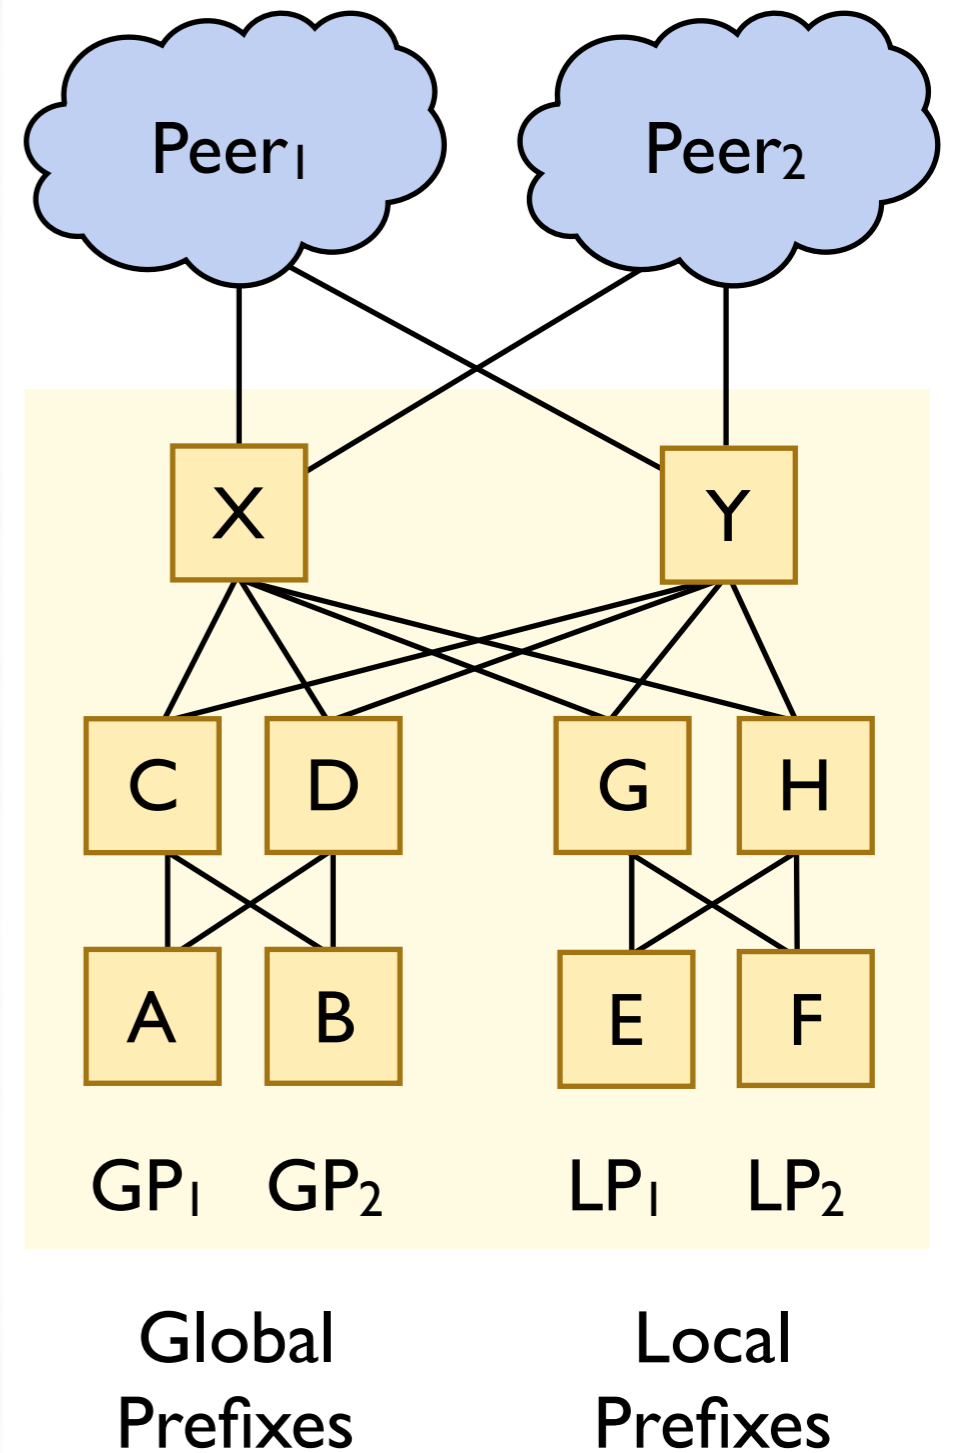 Peer₁ Peer₂
X Y
C D G H
A B E F
GP₁ GP₂ LP₁ LP₂
Global Local
Prefixes Prefixes